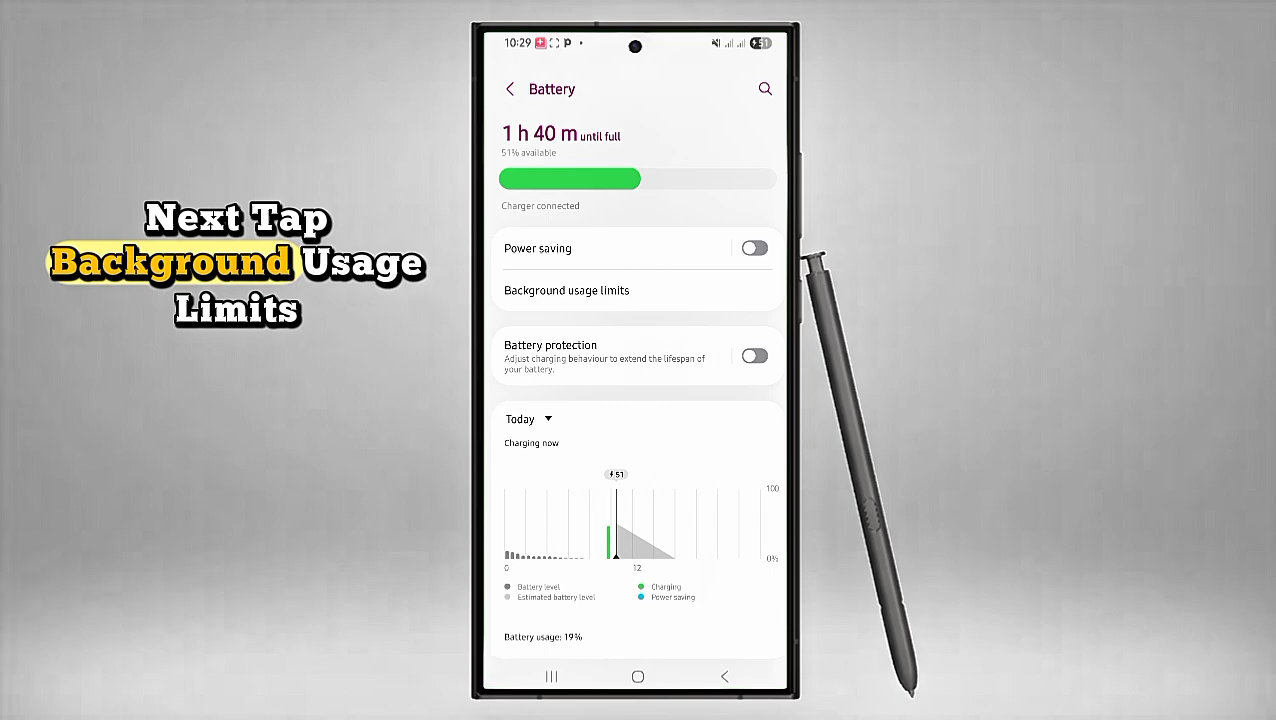 Next Tap
Background Usage
Limits
10:29
51
Battery
1 h 40 m until full
51% available
Charger connected
Power saving
Background usage limits
Battery protection
Adjust charging behaviour to extend the lifespan of
your battery.
Today
Charging now
51
100
0%
0
12
Battery level
Charging
Estimated battery level
Power saving
Battery usage: 19%